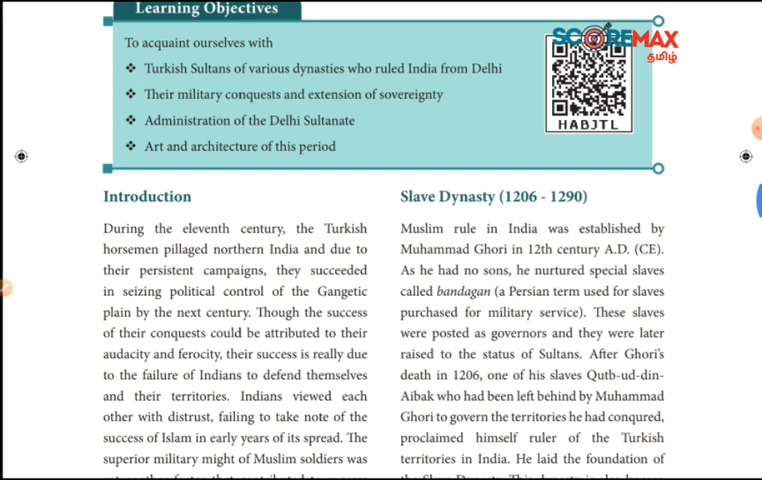 Learning Objectives
SCOREMAX
தமிழ்
To acquaint ourselves with
❖ Turkish Sultans of various dynasties who ruled India from Delhi
❖ Their military conquests and extension of sovereignty
❖ Administration of the Delhi Sultanate
❖ Art and architecture of this period
HABJTL
Introduction
During the eleventh century, the Turkish
horsemen pillaged northern India and due to
their persistent campaigns, they succeeded
in seizing political control of the Gangetic
plain by the next century. Though the success
of their conquests could be attributed to their
audacity and ferocity, their success is really due
to the failure of Indians to defend themselves
and their territories. Indians viewed each
other with distrust, failing to take note of the
success of Islam in early years of its spread. The
superior military might of Muslim soldiers was
Slave Dynasty (1206 - 1290)
Muslim rule in India was established by
Muhammad Ghori in 12th century A.D. (CE).
As he had no sons, he nurtured special slaves
called bandagan (a Persian term used for slaves
purchased for military service). These slaves
were posted as governors and they were later
raised to the status of Sultans. After Ghori's
death in 1206, one of his slaves Qutb-ud-din-
Aibak who had been left behind by Muhammad
Ghori to govern the territories he had conqured,
proclaimed himself ruler of the Turkish
territories in India. He laid the foundation of